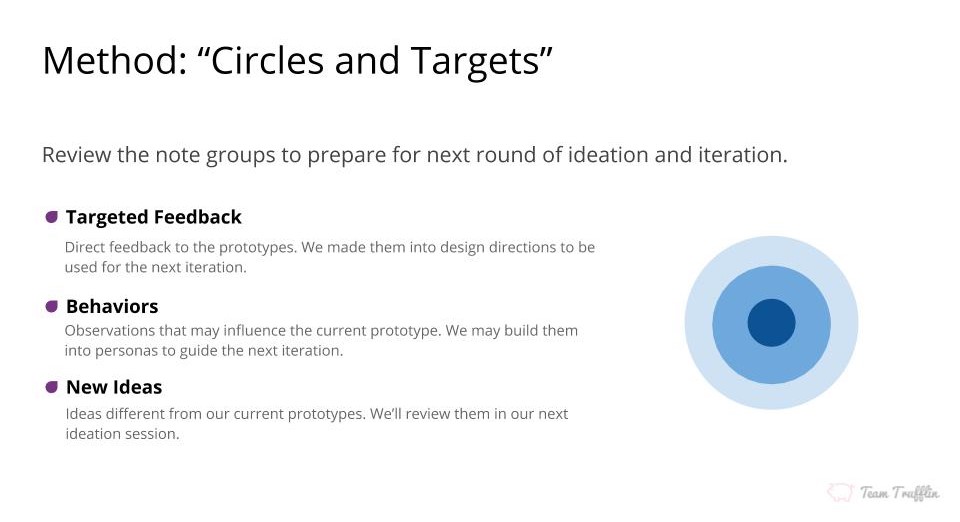 Method: “Circles and Targets”
Review the note groups to prepare for next round of ideation and iteration.
Targeted Feedback
Direct feedback to the prototypes. We made them into design directions to be
used for the next iteration.
Behaviors
Observations that may influence the current prototype. We may build them
into personas to guide the next iteration.
New Ideas
Ideas different from our current prototypes. We’ll review them in our next
ideation session.
Team Trufflin